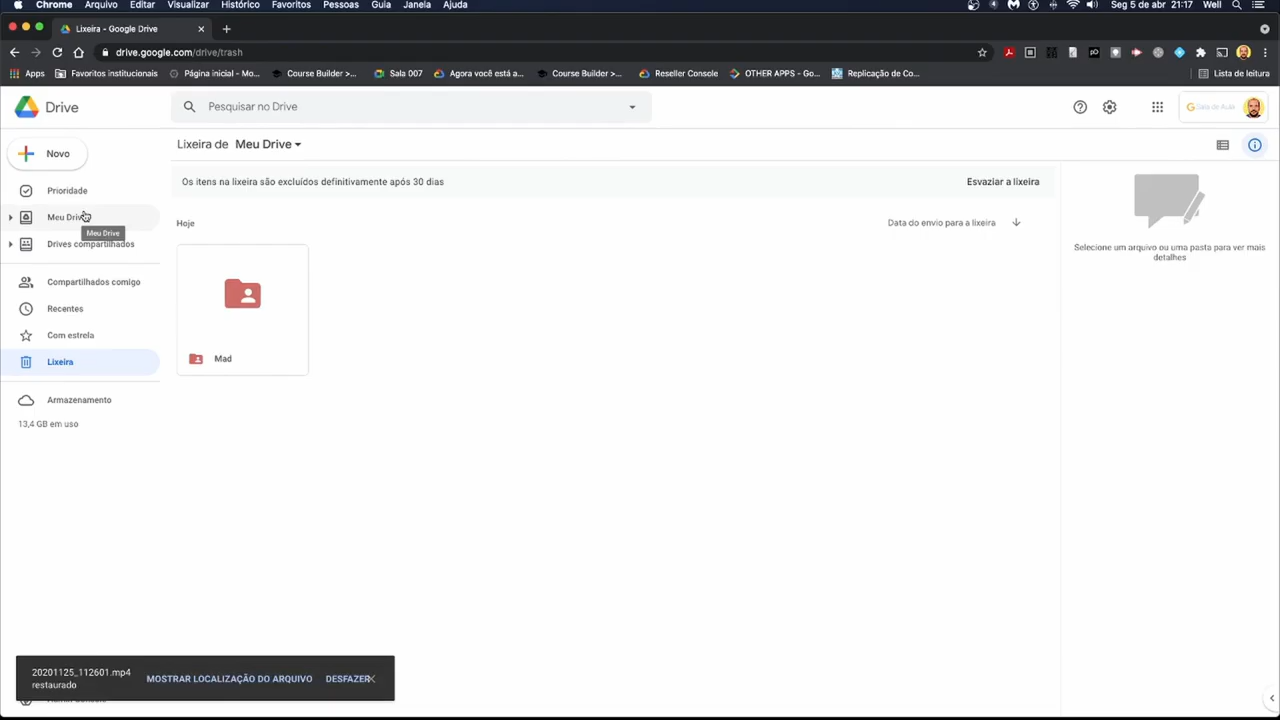 Chrome Arquivo Editar Visualizar Histórico Favoritos Pessoas Guia Janela Ajuda 4 Seg 5 de abr 21:17 Well
Lixeira - Google Drive
drive.google.com/drive/trash
Apps Favoritos institucionais Página inicial - Mo... Course Builder >... Sala 007 Agora você está a... Course Builder >... Reseller Console OTHER APPS - Go... Replicação de Co... Lista de leitura
Drive Pesquisar no Drive Sala de Aula
Lixeira de Meu Drive
Novo
Os itens na lixeira são excluídos definitivamente após 30 dias Esvaziar a lixeira
Prioridade
Meu Drive
Meu Drive
Drives compartilhados
Hoje Data do envio para a lixeira
Selecione um arquivo ou uma pasta para ver mais
detalhes
Compartilhados comigo
Recentes
Com estrela
Lixeira
Mad
Armazenamento
13,4 GB em uso
20201125_112601.mp4
restaurado
MOSTRAR LOCALIZAÇÃO DO ARQUIVO DESFAZER